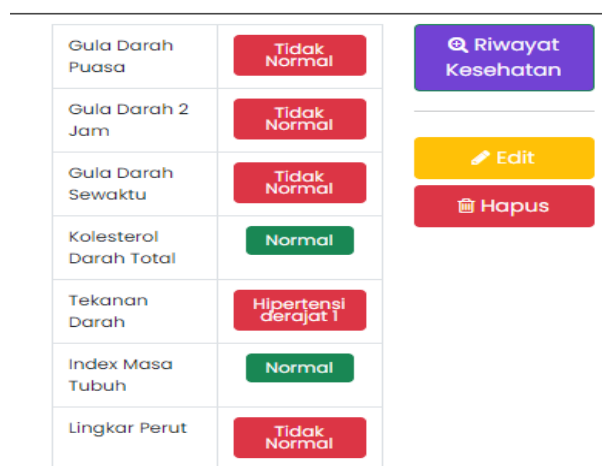 Gula Darah
Puasa
Tidak
Normal
Gula Darah 2
Jam
Tidak
Normal
Gula Darah
Sewaktu
Tidak
Normal
Kolesterol
Darah Total
Normal
Tekanan
Darah
Hipertensi
derajat 1
Index Masa
Tubuh
Normal
Lingkar Perut
Tidak
Normal
Riwayat
Kesehatan
Edit
Hapus